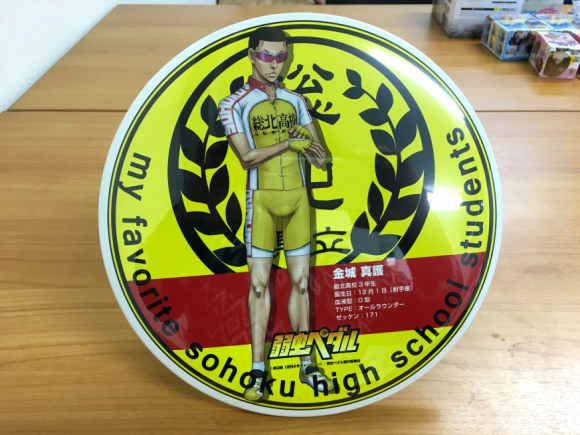 総
北
my favorite sohoku high school students
総北高校
金城 真護
総北高校3年生
誕生日：12月1日（射手座）
血液型：O型
TYPE：オールラウンダー
ゼッケン：171
弱虫ペダル